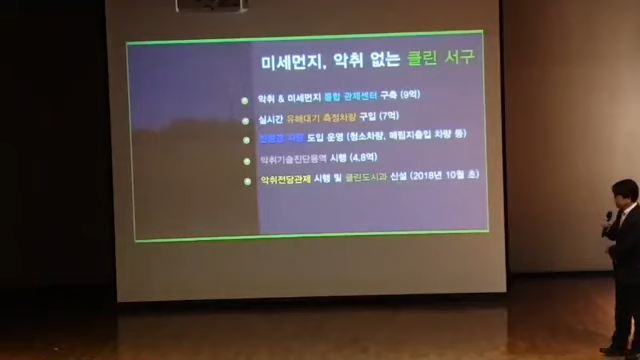 미세먼지, 악취 없는 클린 서구
악취 & 미세먼지 통합 관제센터 구축 (9억)
실시간 유해대기 측정차량 구입 (7억)
친환경 차량 도입 운영 (청소차량, 매립지출입 차량 등)
악취기술진단용역 시행 (4.8억)
악취전담관제 시행 및 클린도시과 신설 (2018년 10월 초)